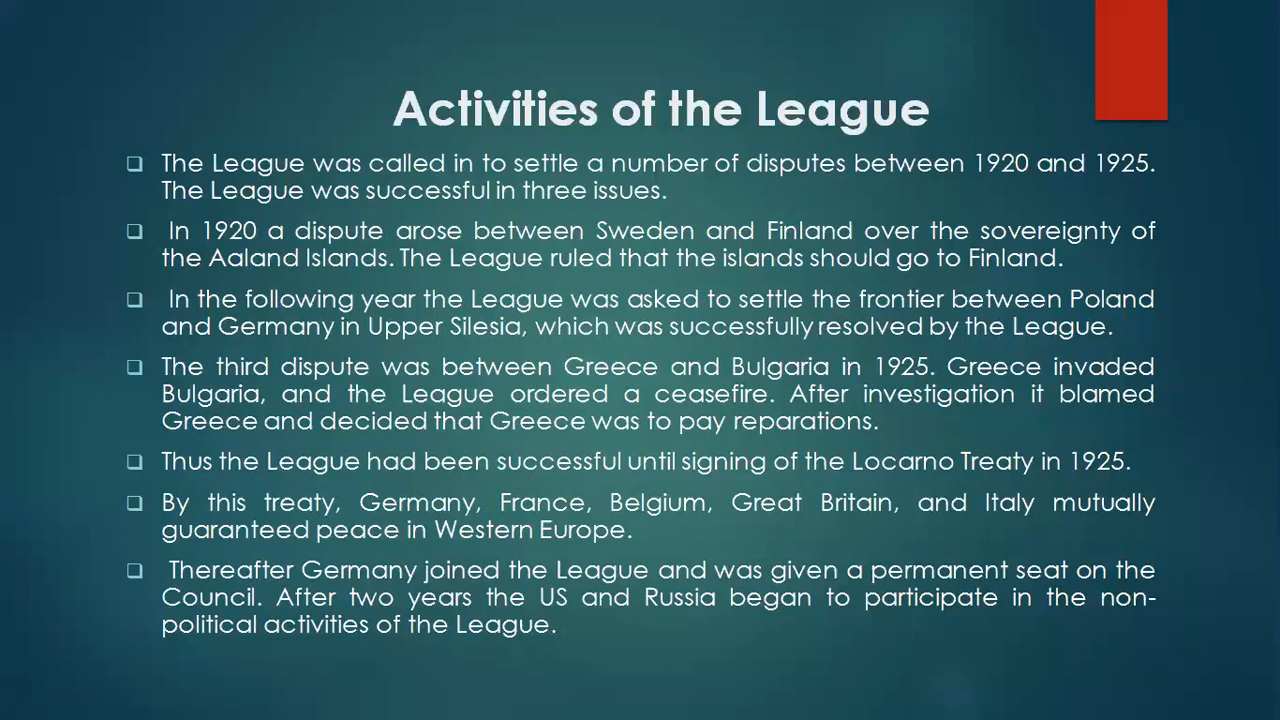 Activities of the League
The League was called in to settle a number of disputes between 1920 and 1925.
The League was successful in three issues.
In 1920 a dispute arose between Sweden and Finland over the sovereignty of
the Aaland Islands. The League ruled that the islands should go to Finland.
In the following year the League was asked to settle the frontier between Poland
and Germany in Upper Silesia, which was successfully resolved by the League.
The third dispute was between Greece and Bulgaria in 1925. Greece invaded
Bulgaria, and the League ordered a ceasefire. After investigation it blamed
Greece and decided that Greece was to pay reparations.
Thus the League had been successful until signing of the Locarno Treaty in 1925.
By this treaty, Germany, France, Belgium, Great Britain, and Italy mutually
guaranteed peace in Western Europe.
Thereafter Germany joined the League and was given a permanent seat on the
Council. After two years the US and Russia began to participate in the non-
political activities of the League.